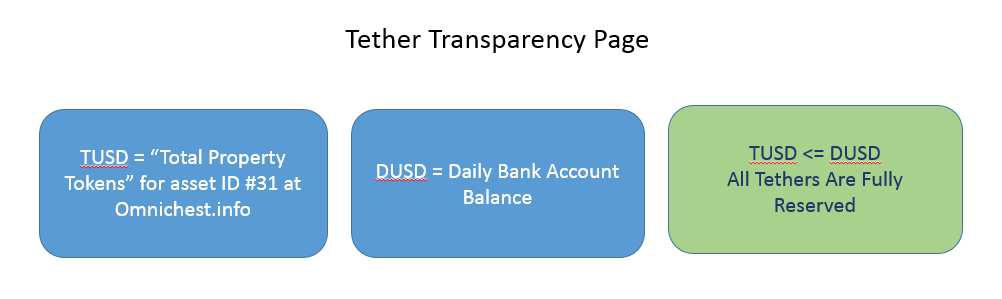 Tether Transparency Page
TUSD = “Total Property
Tokens” for asset ID #31 at
Omnichest.info
DUSD = Daily Bank Account
Balance
TUSD <= DUSD
All Tethers Are Fully
Reserved